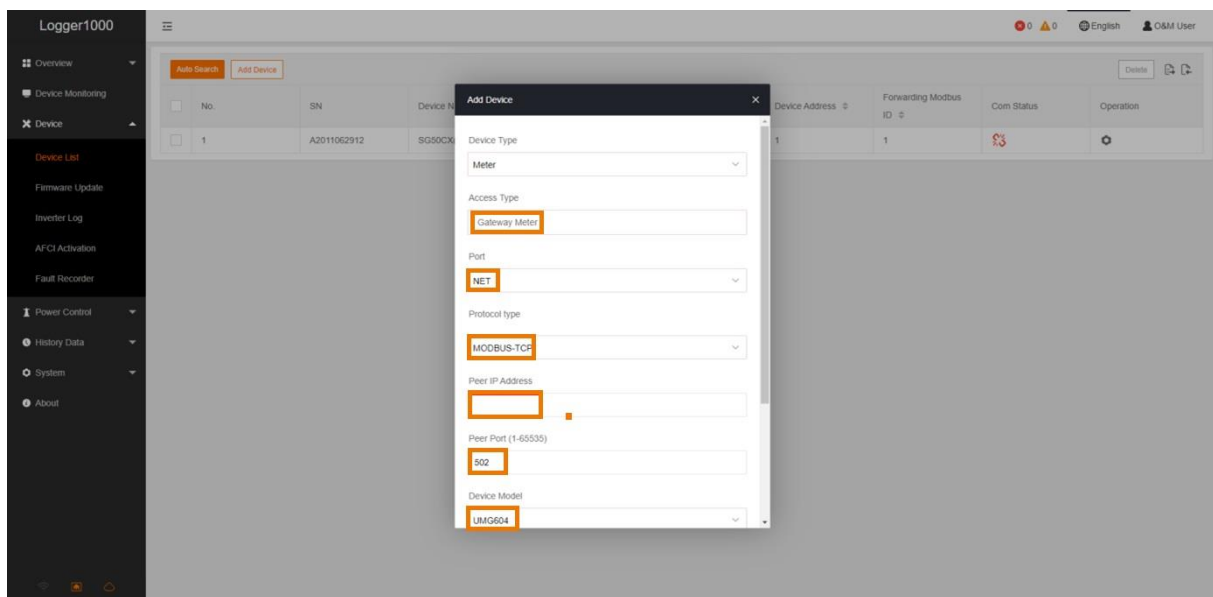 Logger1000
0 0 English O&M User
Overview
Device Monitoring
Device
Device List
Firmware Update
Inverter Log
AFCI Activation
Fault Recorder
Power Control
History Data
System
About
Auto Search Add Device Delete
No. SN Device N Device Address Forwarding Modbus ID Com Status Operation
1 A2011062912 SG50CX 1 1
Add Device
Device Type
Meter
Access Type
Gateway Meter
Port
NET
Protocol type
MODBUS-TCP
Peer IP Address
Peer Port (1-65535)
502
Device Model
UMG604